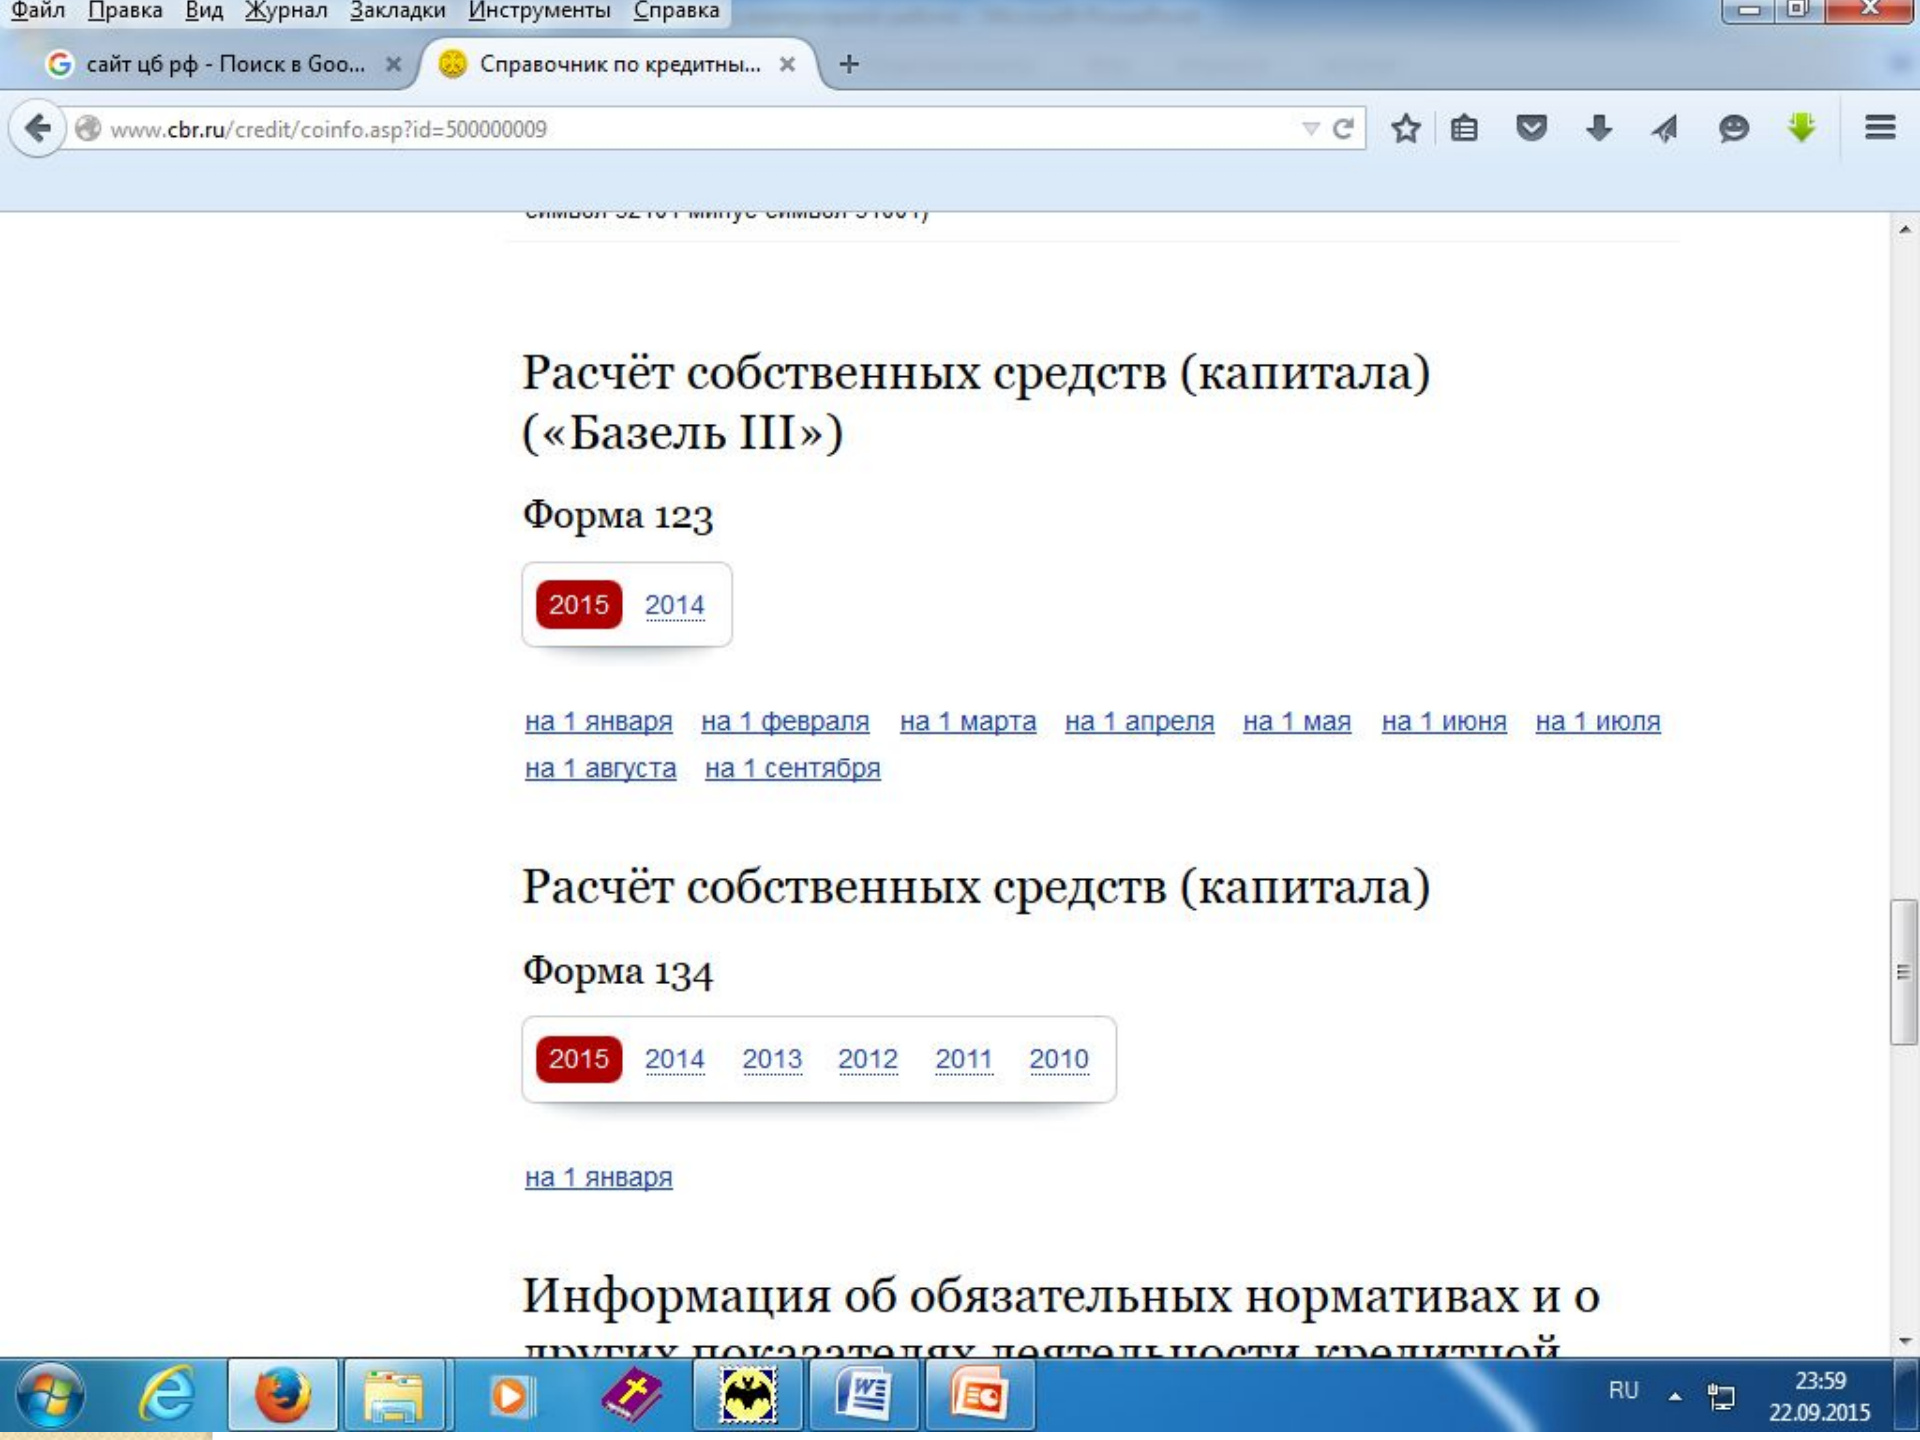 Файл Правка Вид Журнал Закладки Инструменты Справка
сайт цб рф - Поиск в Goo...
Справочник по кредитны...
www.cbr.ru/credit/coinfo.asp?id=500000009
Расчёт собственных средств (капитала)
(«Базель III»)
Форма 123
2015 2014
на 1 января на 1 февраля на 1 марта на 1 апреля на 1 мая на 1 июня на 1 июля
на 1 августа на 1 сентября
Расчёт собственных средств (капитала)
Форма 134
2015 2014 2013 2012 2011 2010
на 1 января
Информация об обязательных нормативах и о
других показателях деятельности кредитной
RU
23:59
22.09.2015